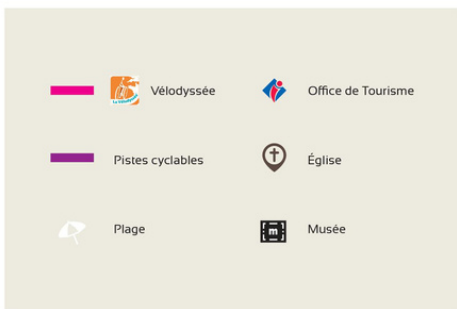 Vélodyssée
Office de Tourisme
Pistes cyclables
Église
Plage
m
Musée